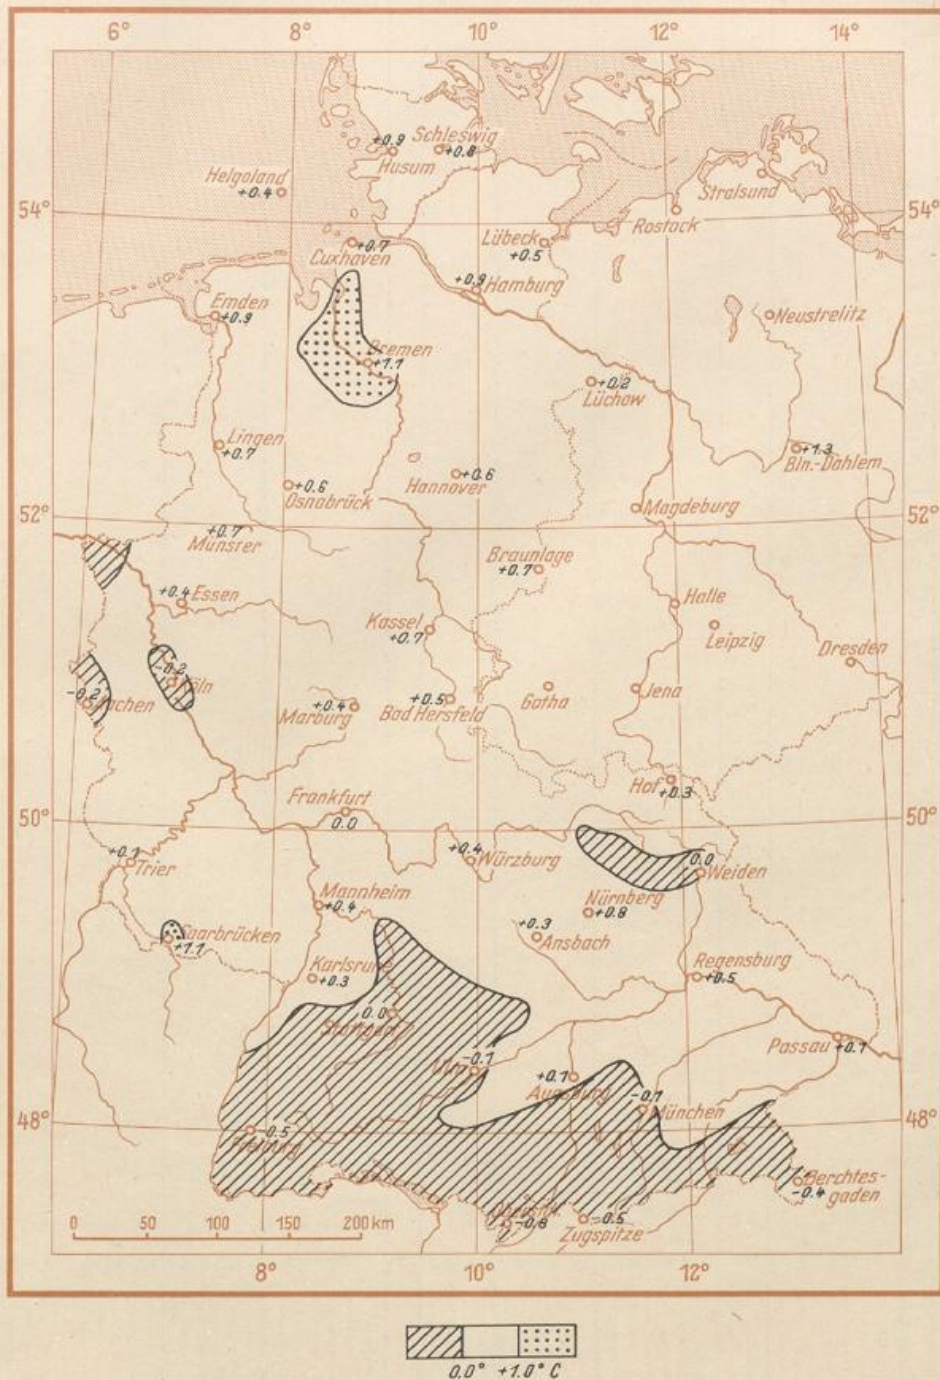 6° 8° 10° 12° 14°
Schleswig
+0.8
+0.9
Husum
Helgoland
+0.4
Stralsund
54° 54°
Rostock
Lübeck
+0.5
+0.7
Cuxhaven
+0.9
Hamburg
Emden
+0.9
Neustrelitz
Bremen
+1.1
+0.2
Lüchow
Lingen
+0.7
+1.3
Bln.-Dahlem
+0.6
Hannover
+0.6
Osnabrück
Magdeburg
52° 52°
+0.7
Münster
Braunlage
+0.7
+0.4
Essen
Halle
Kassel
+0.7
Leipzig
Dresden
-0.2
Köln
-0.2
Aachen
+0.4
Marburg
+0.5
Bad Hersfeld
Gotha
Jena
Hof
+0.3
Frankfurt
0.0
50° 50°
+0.1
Trier
+0.4
Würzburg
0.0
Weiden
Mannheim
+0.4
Nürnberg
+0.8
Saarbrücken
+1.1
+0.3
Ansbach
Karlsruhe
+0.3
Regensburg
+0.5
0.0
Stuttgart
Passau
+0.1
-0.1
Ulm
+0.1
Augsburg
-0.1
München
48° 48°
Freiburg
-0.5
Berchtes-
gaden
-0.4
-0.8
-0.5
Zugspitze
0 50 100 150 200 km
8° 10° 12°
0.0° +1.0° C